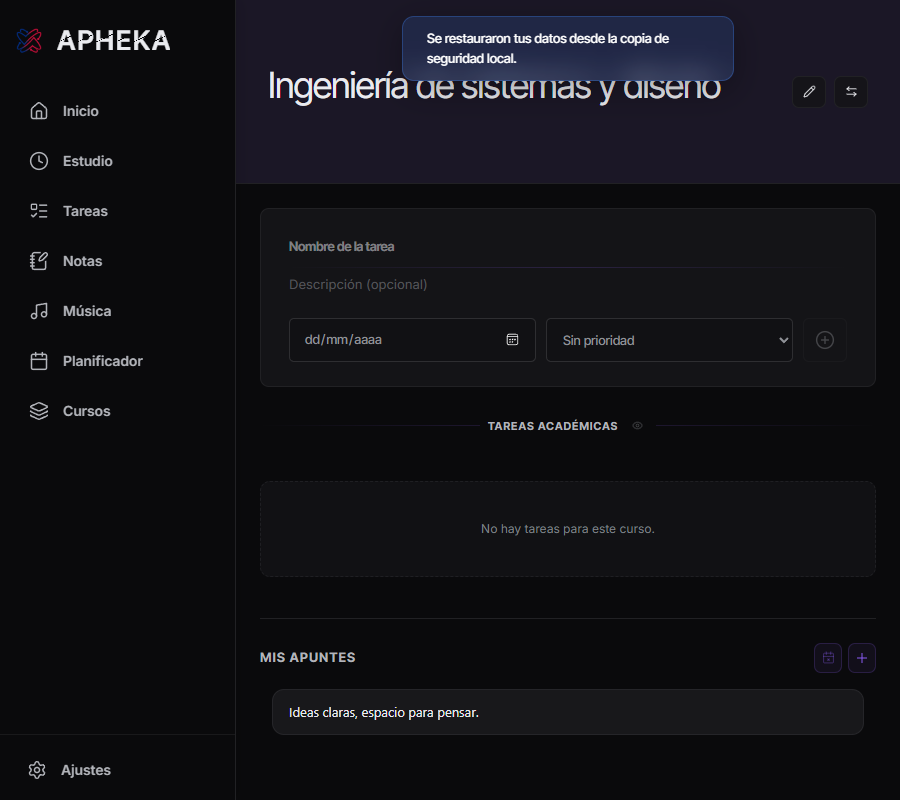 APHEKA
Inicio
Estudio
Tareas
Notas
Música
Planificador
Cursos
Ajustes
Se restauraron tus datos desde la copia de
seguridad local.
Ingeniería de sistemas y diseño
Nombre de la tarea
Descripción (opcional)
dd/mm/aaaa
Sin prioridad
TAREAS ACADÉMICAS
No hay tareas para este curso.
MIS APUNTES
Ideas claras, espacio para pensar.